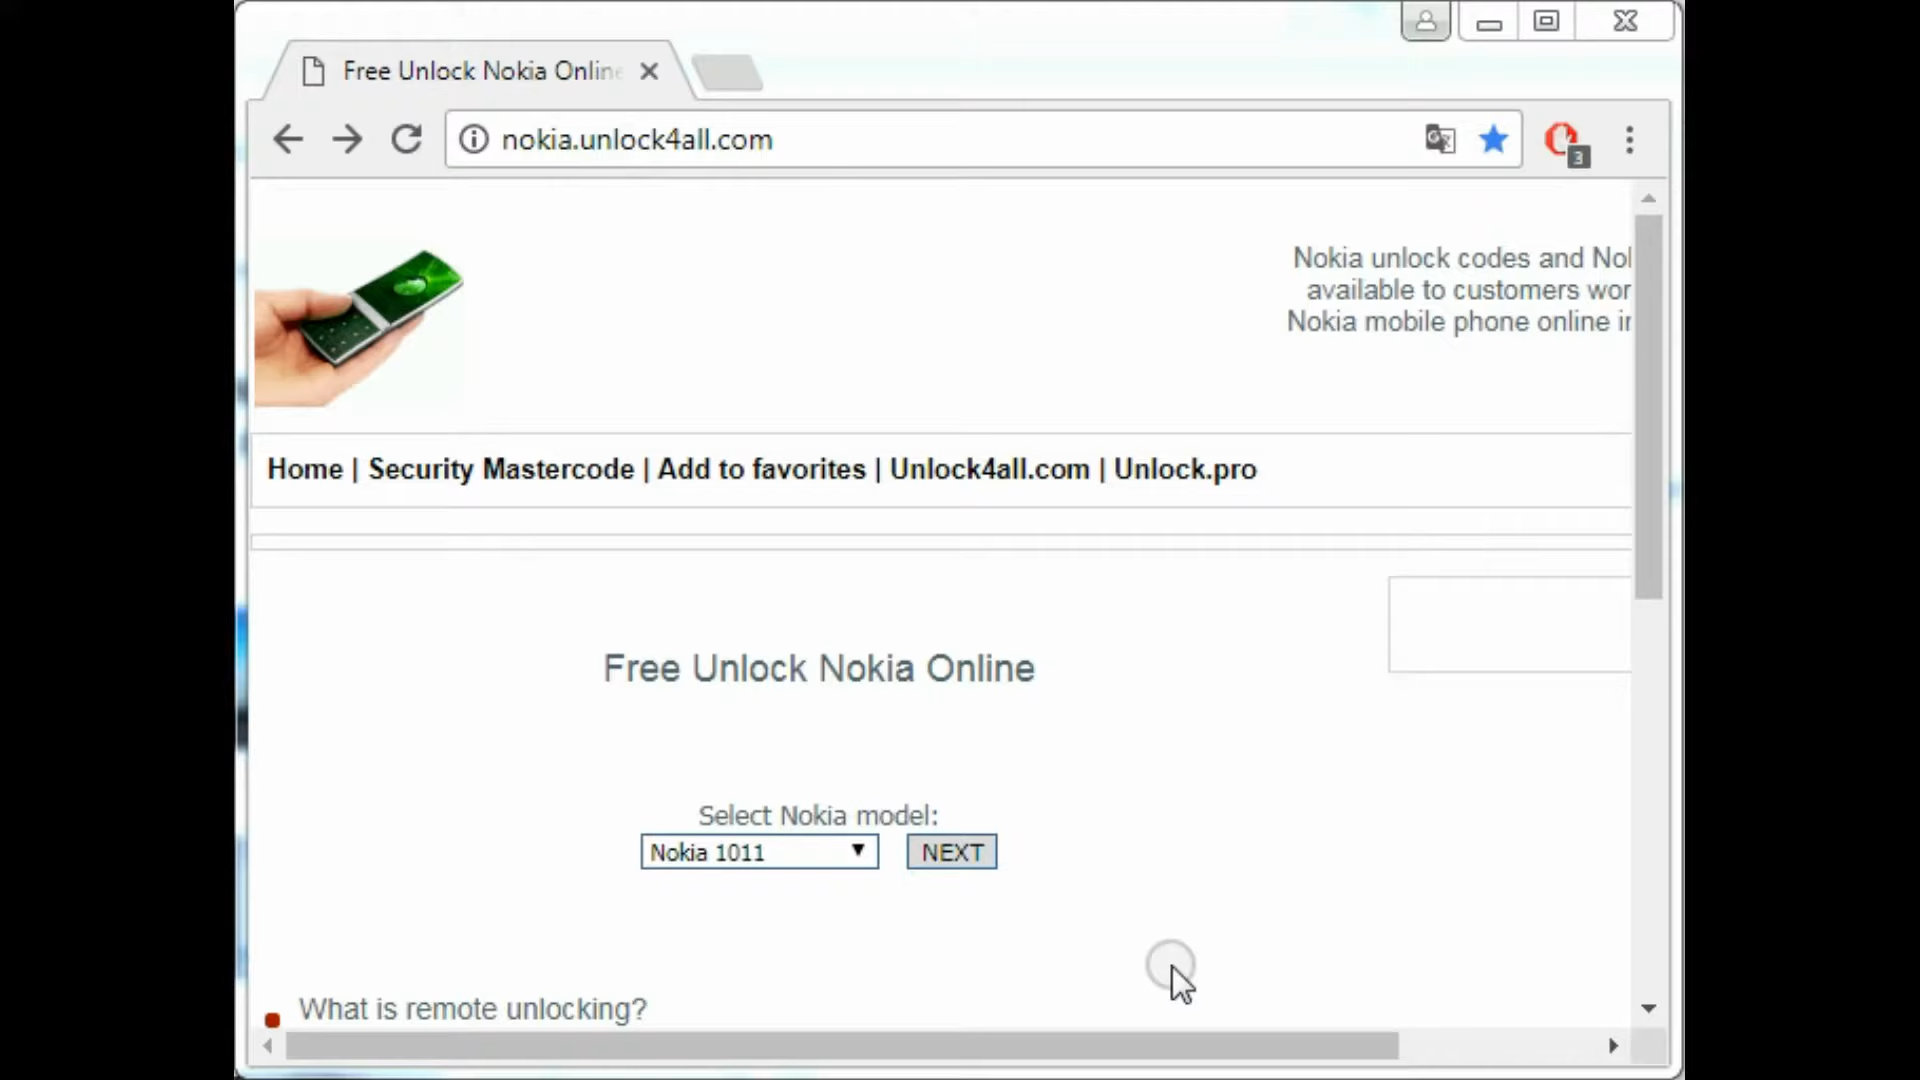 Free Unlock Nokia Online
nokia.unlock4all.com
3
Nokia unlock codes and
available to customers
Nokia mobile phone online
Home | Security Mastercode | Add to favorites | Unlock4all.com | Unlock.pro
Free Unlock Nokia Online
Select Nokia model:
Nokia 1011
NEXT
What is remote unlocking?